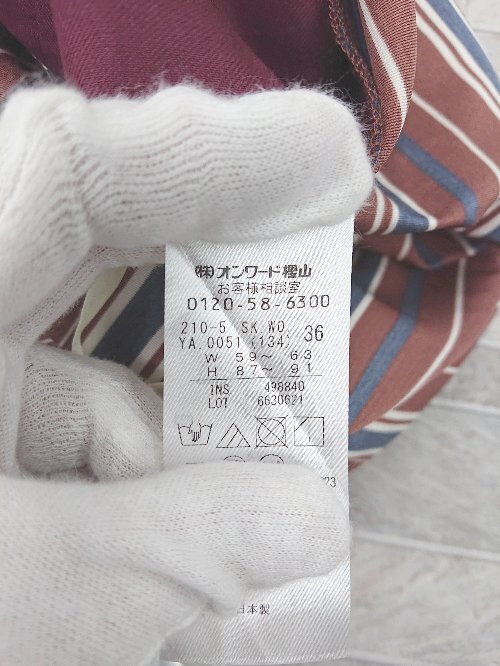 (株)オンワード樫山
お客様相談室
0120-58-6300
210-5 SK.WO. 36
YA.0051 (134)
W 59〜 63
H 87〜 91
INS 498840
LOT 6630621
日本製